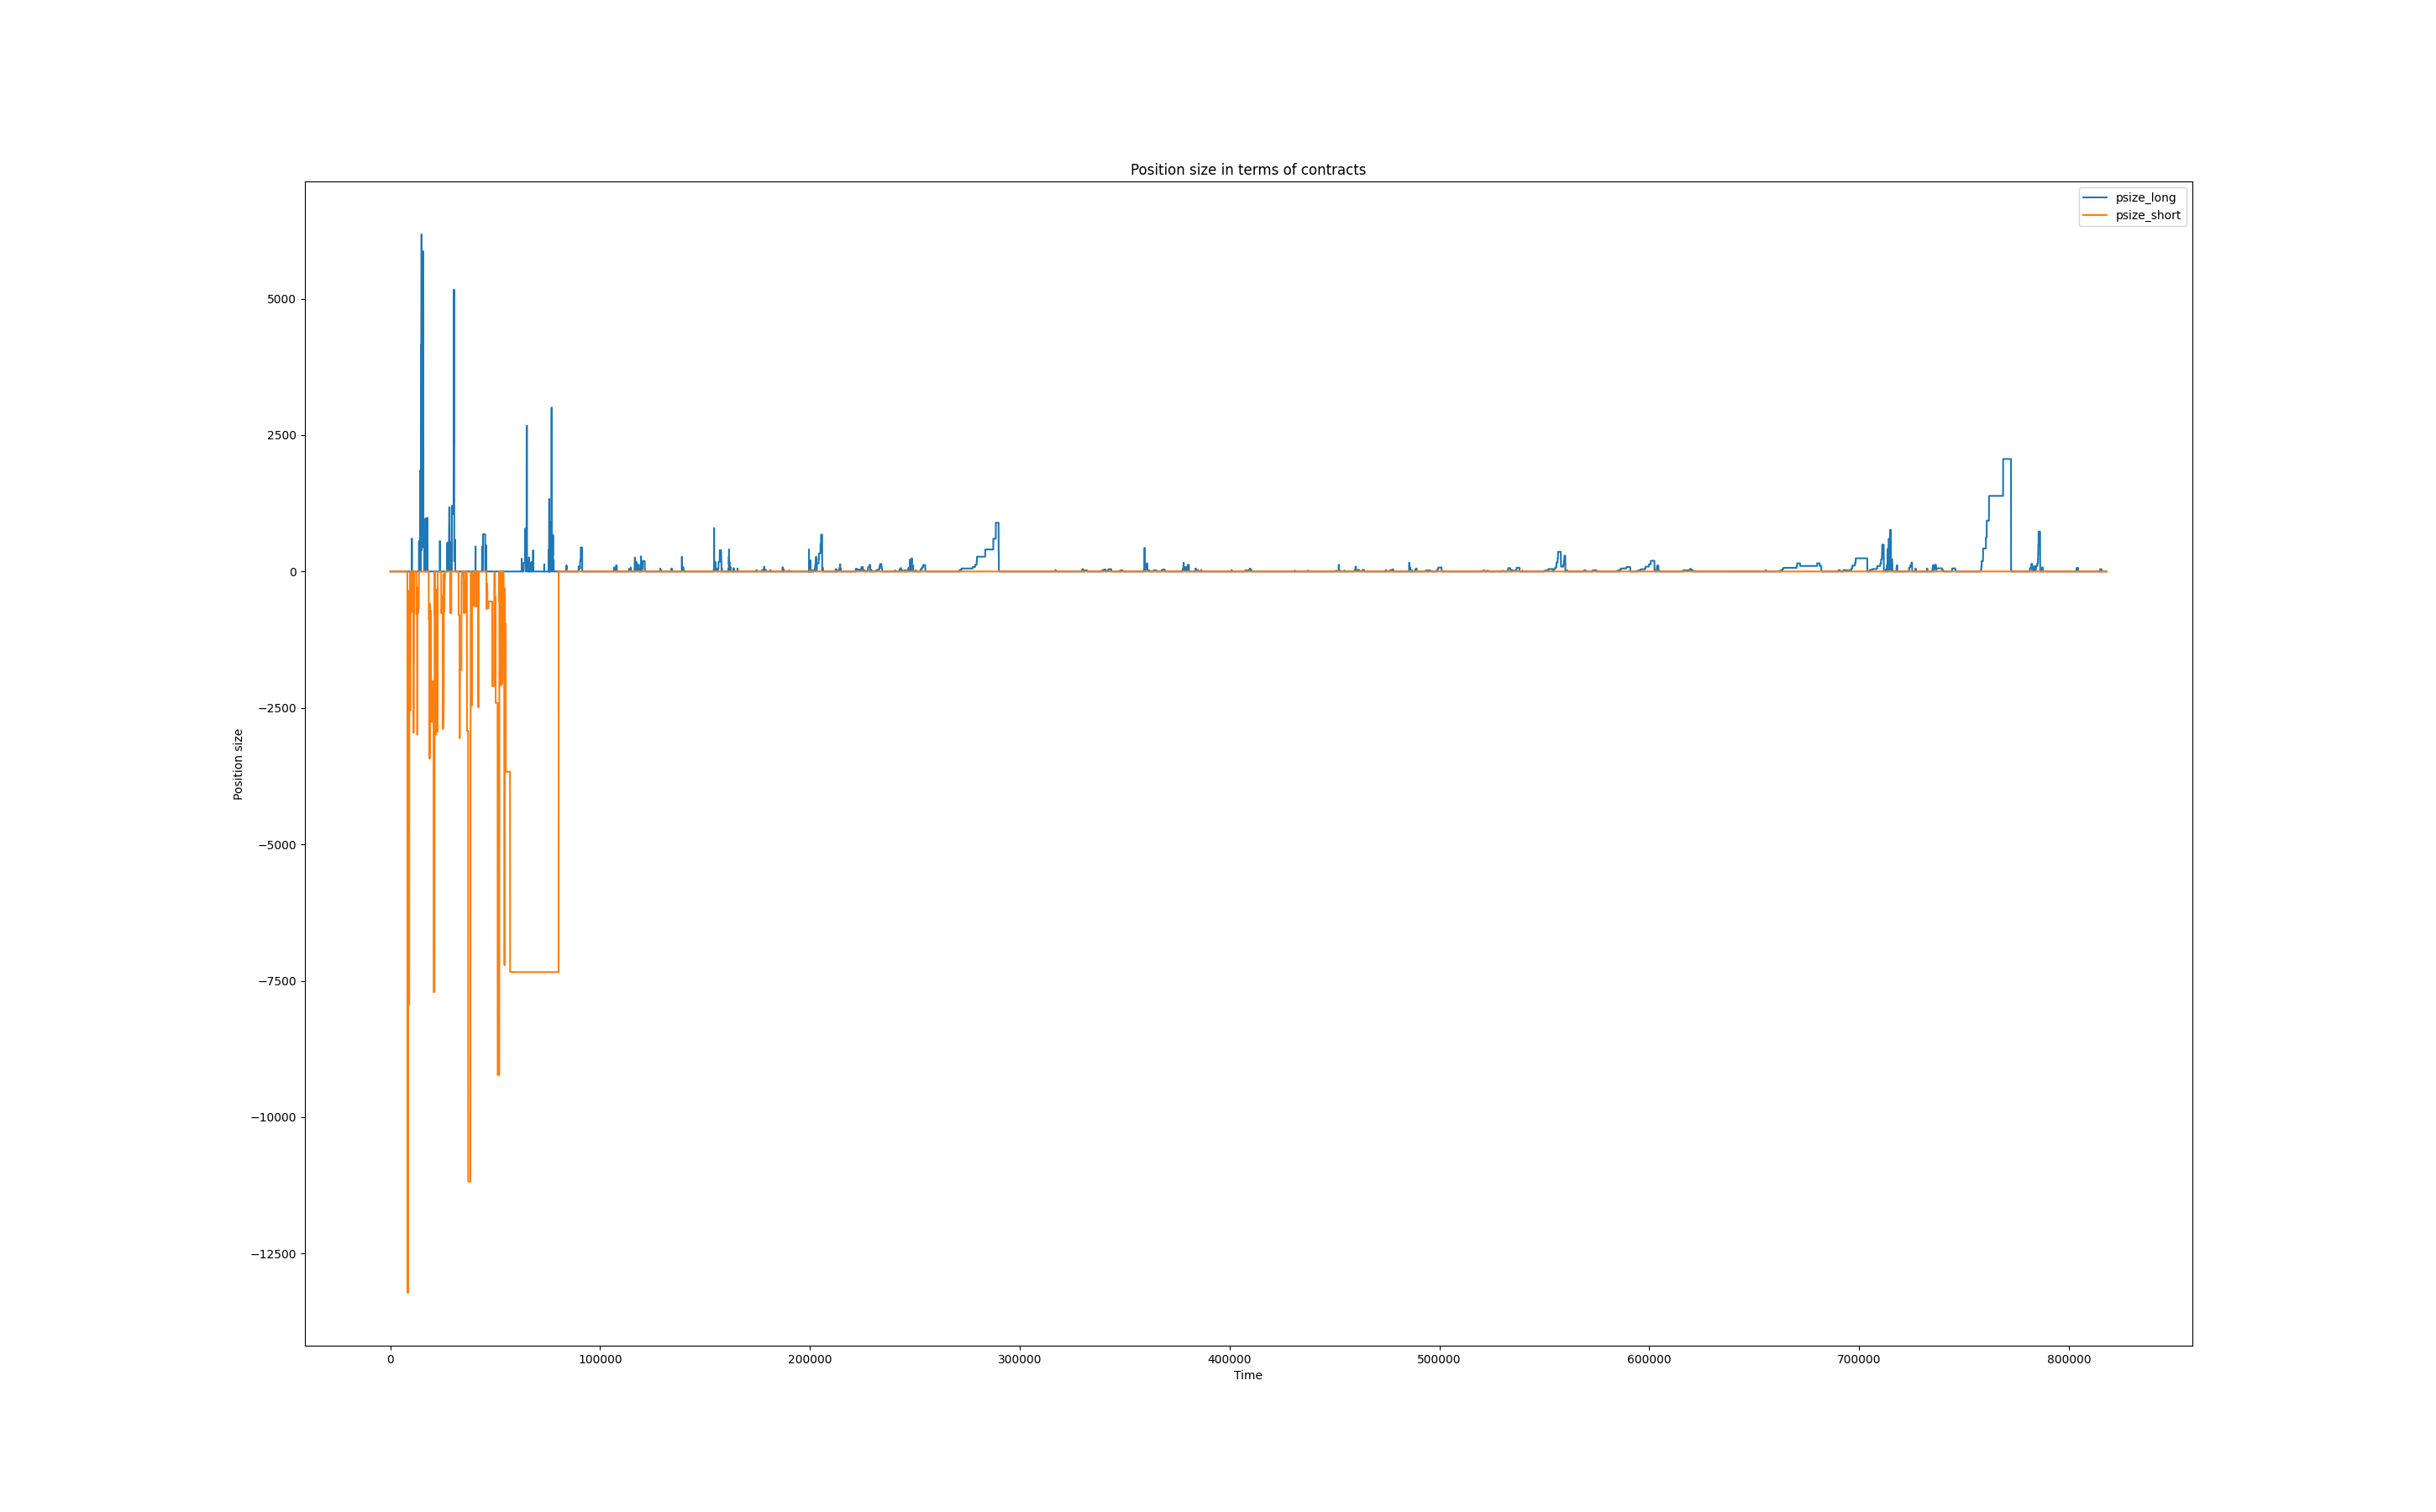 Position size in terms of contracts
psize_long
psize_short
5000
2500
0
−2500
−5000
−7500
−10000
−12500
Position size
0 100000 200000 300000 400000 500000 600000 700000 800000
Time